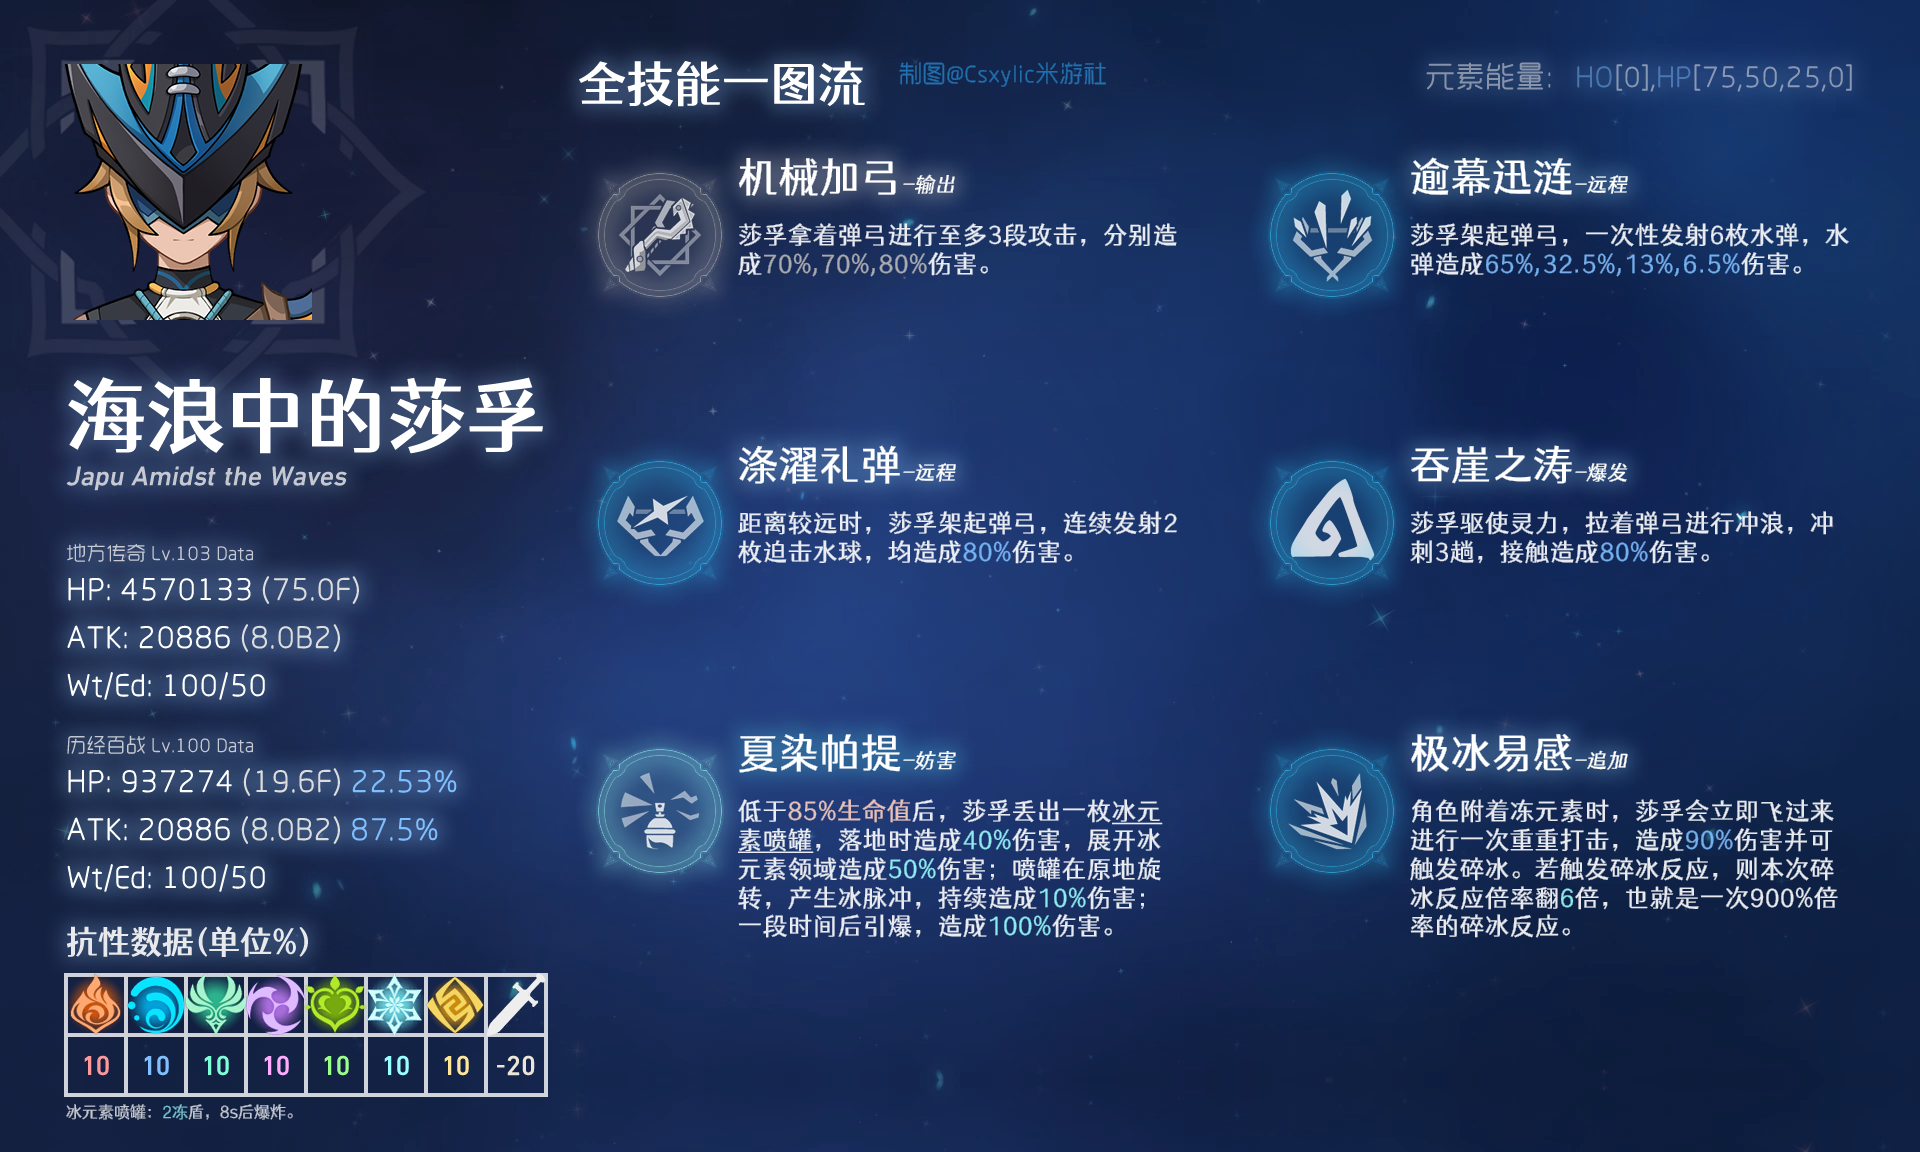 全技能一图流
制图@Csxylic米游社
元素能量: HO[0],HP[75,50,25,0]
海浪中的莎孚
Japu Amidst the Waves
地方传奇 Lv.103 Data
HP: 4570133 (75.0F)
ATK: 20886 (8.0B2)
Wt/Ed: 100/50
历经百战 Lv.100 Data
HP: 937274 (19.6F) 22.53%
ATK: 20886 (8.0B2) 87.5%
Wt/Ed: 100/50
抗性数据(单位%)
10 10 10 10 10 10 10 -20
冰元素喷罐: 2冻盾, 8s后爆炸。
机械加弓-输出
莎孚拿着弹弓进行至多3段攻击，分别造
成70%,70%,80%伤害。
逾幕迅涟-远程
莎孚架起弹弓，一次性发射6枚水弹，水
弹造成65%,32.5%,13%,6.5%伤害。
涤濯礼弹-远程
距离较远时，莎孚架起弹弓，连续发射2
枚迫击水球，均造成80%伤害。
吞崖之涛-爆发
莎孚驱使灵力，拉着弹弓进行冲浪，冲
刺3趟，接触造成80%伤害。
夏染帕提-妨害
低于85%生命值后，莎孚丢出一枚冰元
素喷罐，落地时造成40%伤害，展开冰
元素领域造成50%伤害；喷罐在原地旋
转，产生冰脉冲，持续造成10%伤害；
一段时间后引爆，造成100%伤害。
极冰易感-追加
角色附着冻元素时，莎孚会立即飞过来
进行一次重重打击，造成90%伤害并可
触发碎冰。若触发碎冰反应，则本次碎
冰反应倍率翻6倍，也就是一次900%倍
率的碎冰反应。